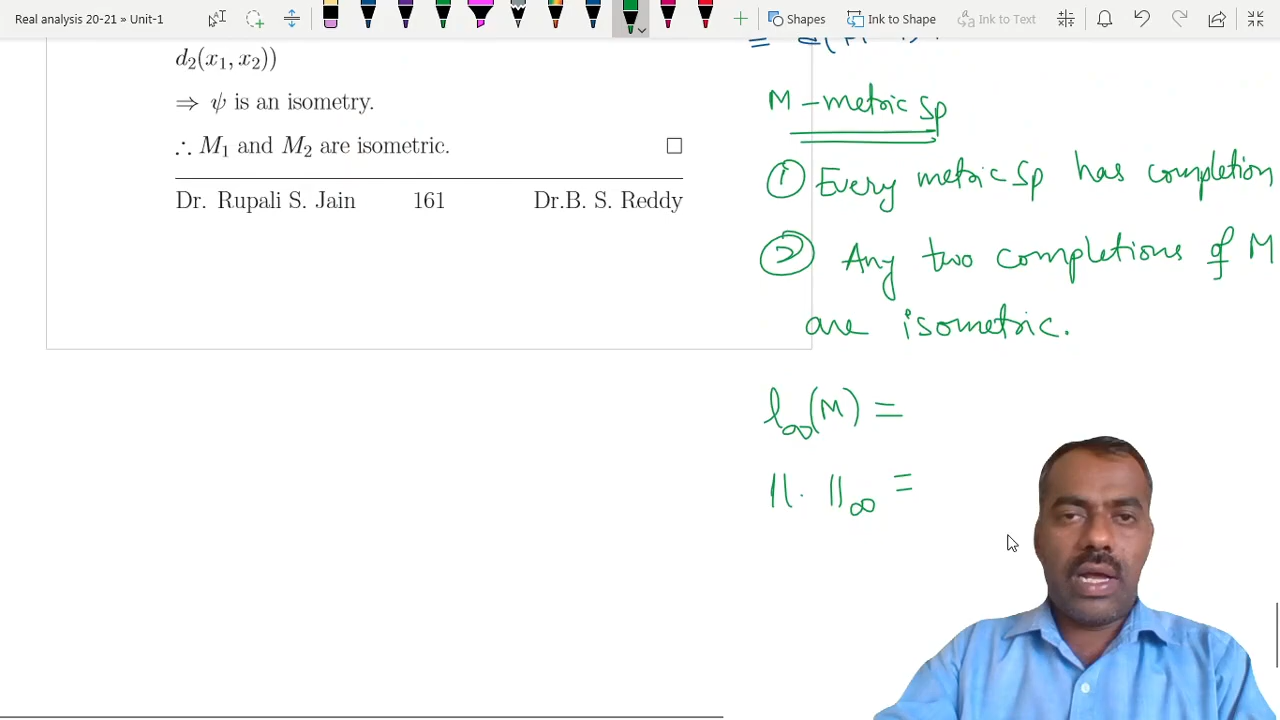 Real analysis 20-21 » Unit-1
Shapes
Ink to Shape
Ink to Text
d₂(x₁, x₂))
⇒ ψ is an isometry.
∴ M₁ and M₂ are isometric. □
Dr. Rupali S. Jain 161 Dr.B. S. Reddy
M - metric Sp
① Every metric Sp has completion
② Any two completions of M
are isometric.
l∞(M) =
||·||∞ =